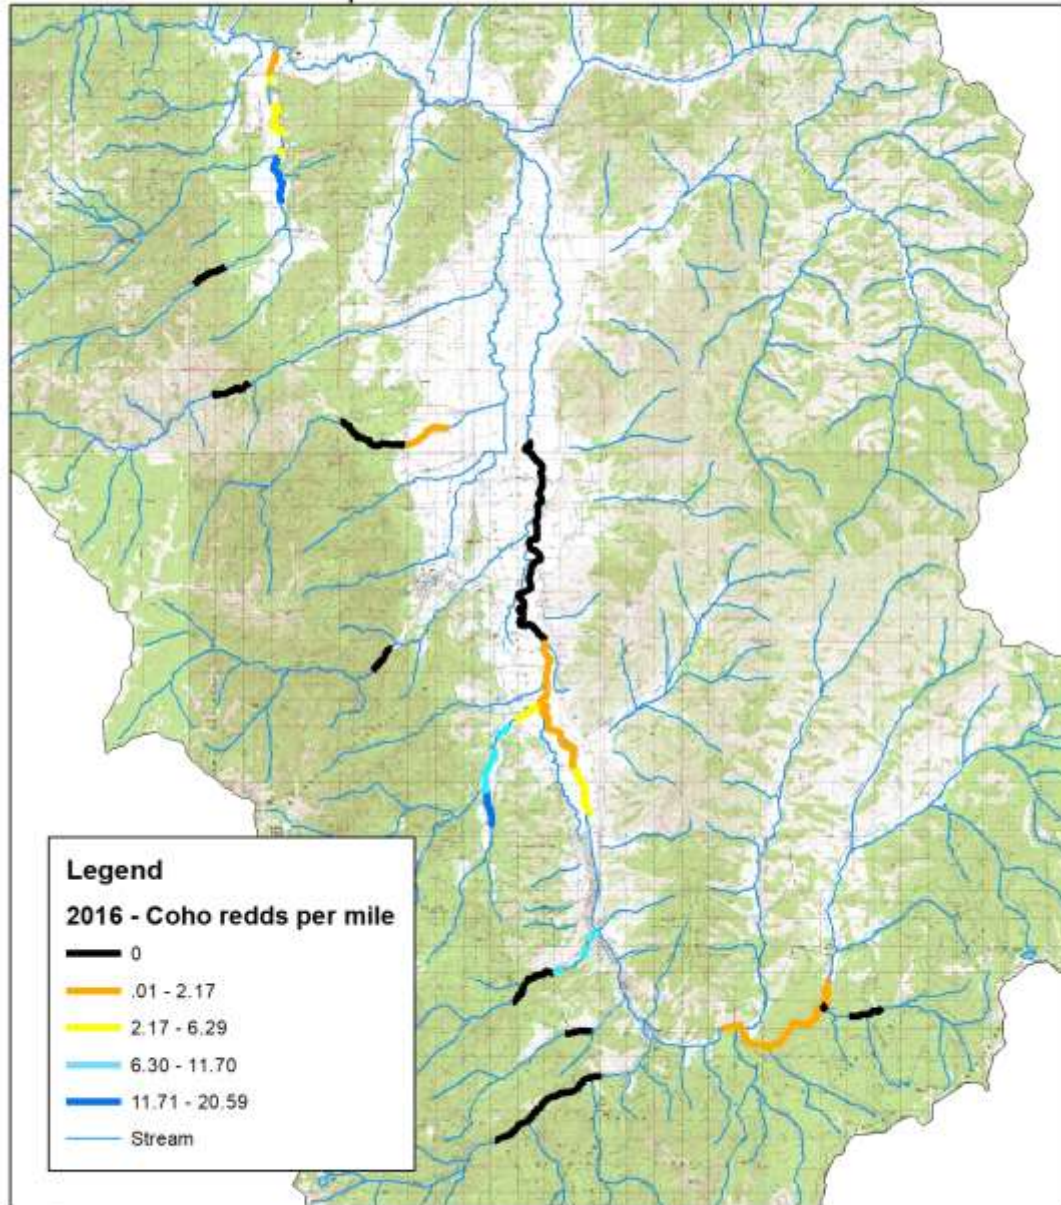 Legend
2016 - Coho redds per mile
0
.01 - 2.17
2.17 - 6.29
6.30 - 11.70
11.71 - 20.59
Stream